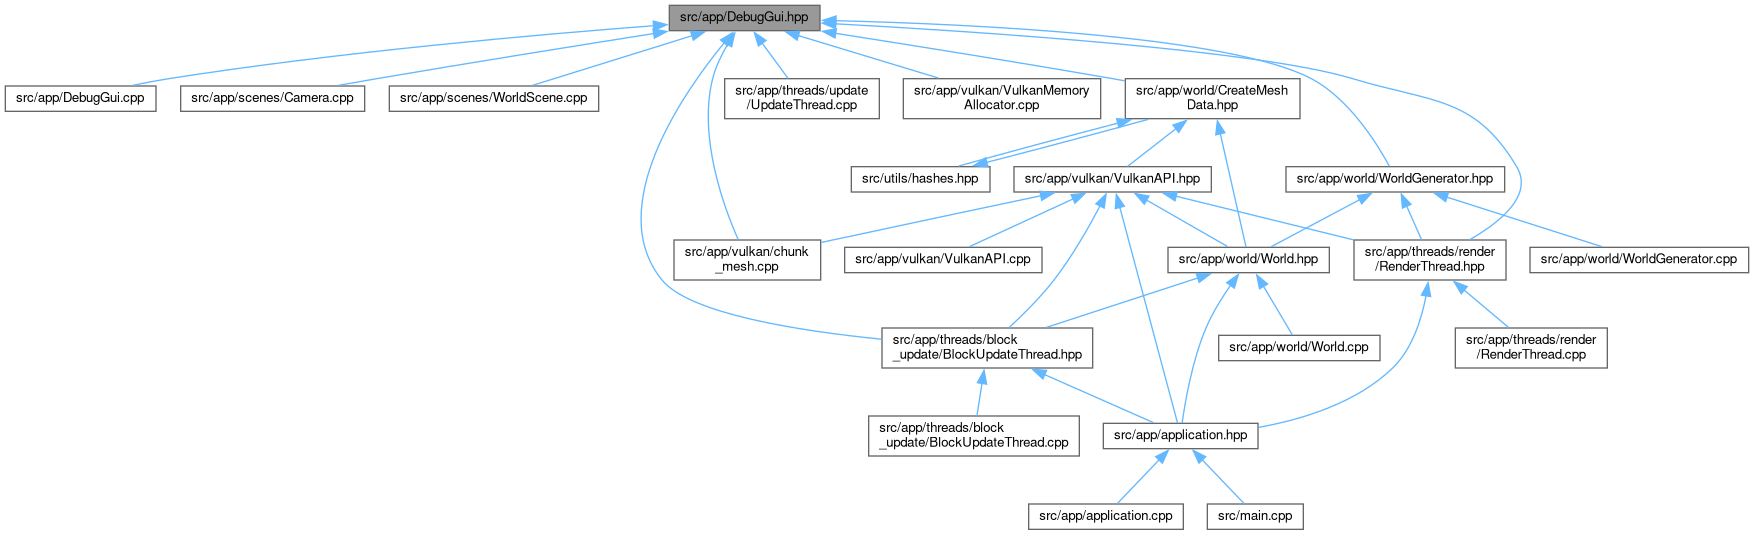 src/app/DebugGui.hpp
src/app/DebugGui.cpp
src/app/scenes/Camera.cpp
src/app/scenes/WorldScene.cpp
src/app/threads/update
/UpdateThread.cpp
src/app/vulkan/VulkanMemory
Allocator.cpp
src/app/world/CreateMesh
Data.hpp
src/utils/hashes.hpp
src/app/vulkan/VulkanAPI.hpp
src/app/world/WorldGenerator.hpp
src/app/vulkan/chunk
_mesh.cpp
src/app/vulkan/VulkanAPI.cpp
src/app/world/World.hpp
src/app/threads/render
/RenderThread.hpp
src/app/world/WorldGenerator.cpp
src/app/threads/block
_update/BlockUpdateThread.hpp
src/app/world/World.cpp
src/app/threads/render
/RenderThread.cpp
src/app/threads/block
_update/BlockUpdateThread.cpp
src/app/application.hpp
src/app/application.cpp
src/main.cpp